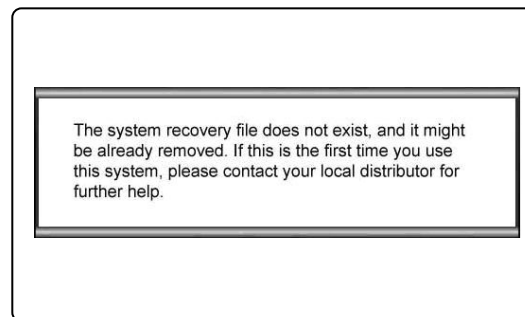 The system recovery file does not exist, and it might
be already removed. If this is the first time you use
this system, please contact your local distributor for
further help.